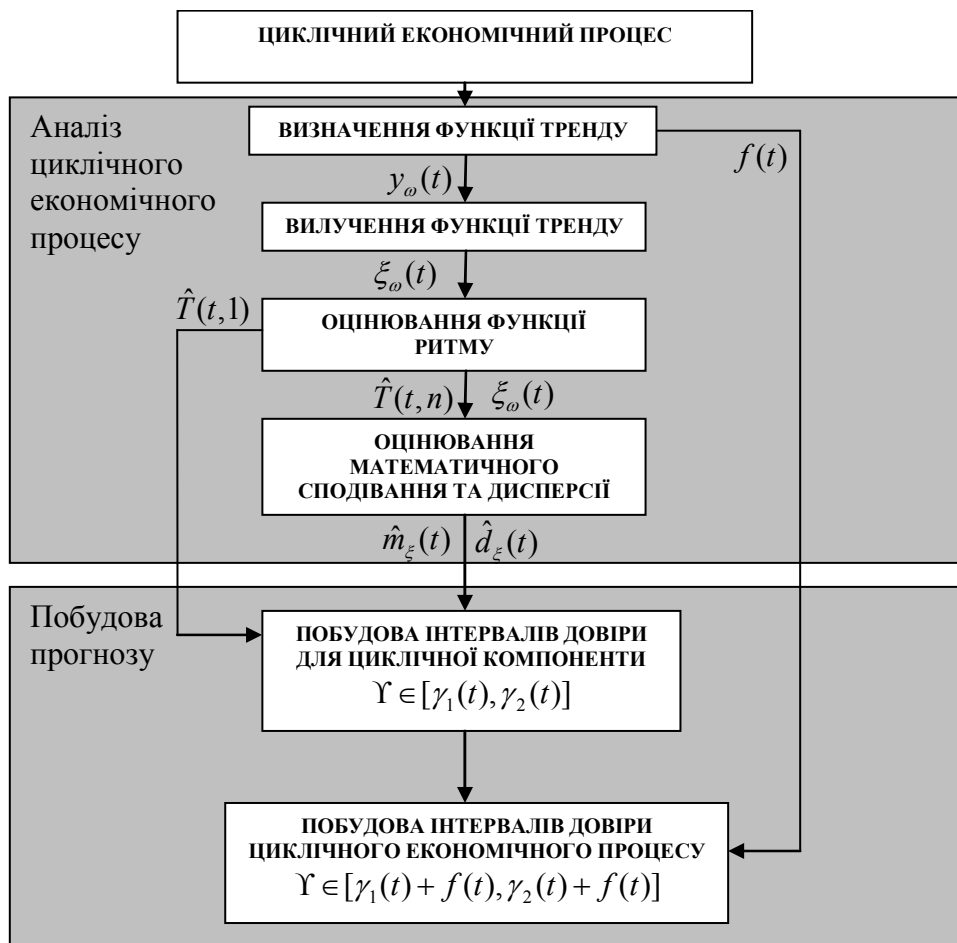 ЦИКЛІЧНИЙ ЕКОНОМІЧНИЙ ПРОЦЕС
Аналіз
циклічного
економічного
процесу
ВИЗНАЧЕННЯ ФУНКЦІЇ ТРЕНДУ
f(t)
y_ω(t)
ВИЛУЧЕННЯ ФУНКЦІЇ ТРЕНДУ
ξ_ω(t)
T̂(t,1)
ОЦІНЮВАННЯ ФУНКЦІЇ
РИТМУ
T̂(t,n) ξ_ω(t)
ОЦІНЮВАННЯ
МАТЕМАТИЧНОГО
СПОДІВАННЯ ТА ДИСПЕРСІЇ
m̂_ξ(t) d̂_ξ(t)
Побудова
прогнозу
ПОБУДОВА ІНТЕРВАЛІВ ДОВІРИ
ДЛЯ ЦИКЛІЧНОЇ КОМПОНЕНТИ
ϒ∈[γ₁(t),γ₂(t)]
ПОБУДОВА ІНТЕРВАЛІВ ДОВІРИ
ЦИКЛІЧНОГО ЕКОНОМІЧНОГО ПРОЦЕСУ
ϒ∈[γ₁(t)+f(t),γ₂(t)+f(t)]